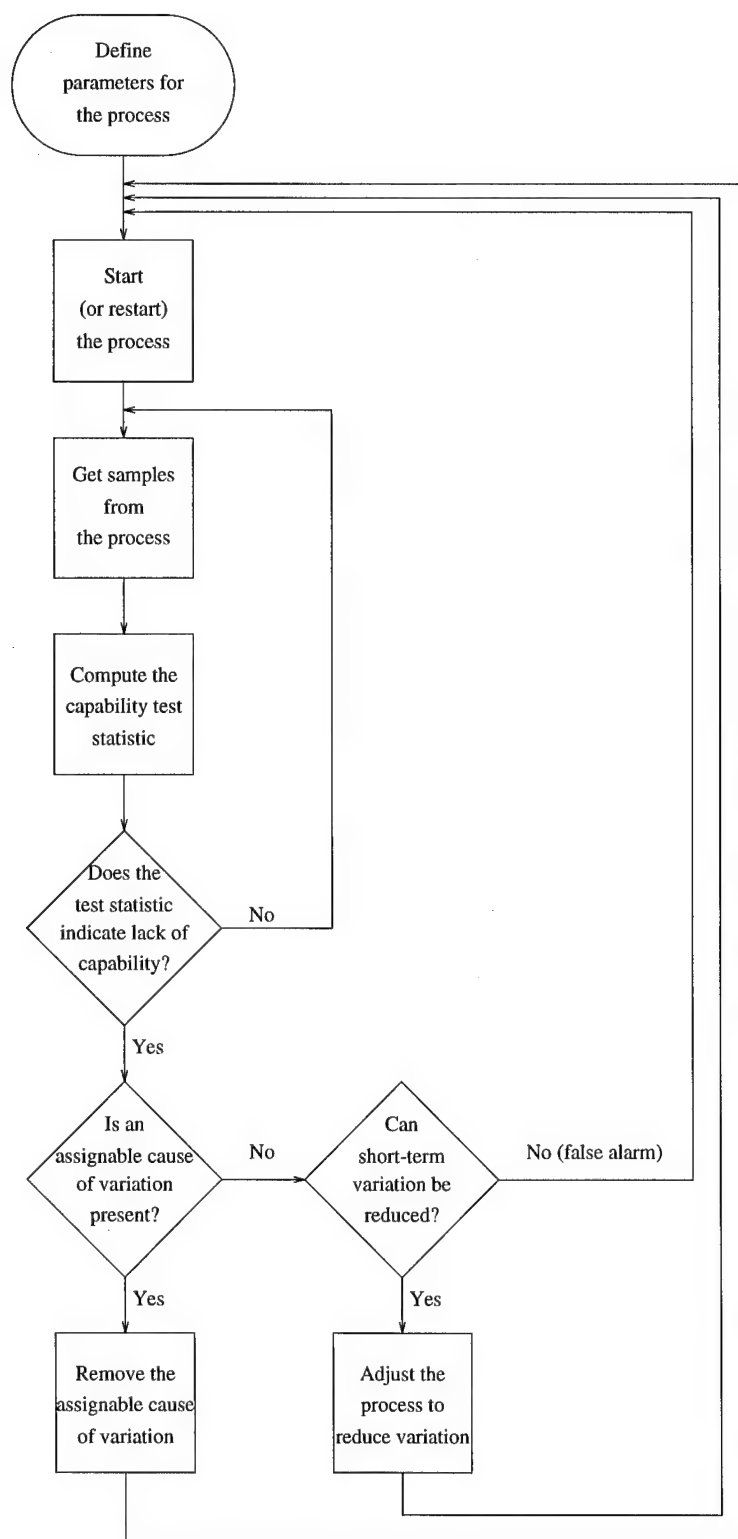 Define
parameters for
the process
Start
(or restart)
the process
Get samples
from
the process
Compute the
capability test
statistic
Does the
test statistic
indicate lack of
capability?
No
Yes
Is an
assignable cause
of variation
present?
No
Can
short-term
variation be
reduced?
No (false alarm)
Yes
Yes
Remove the
assignable cause
of variation
Adjust the
process to
reduce variation